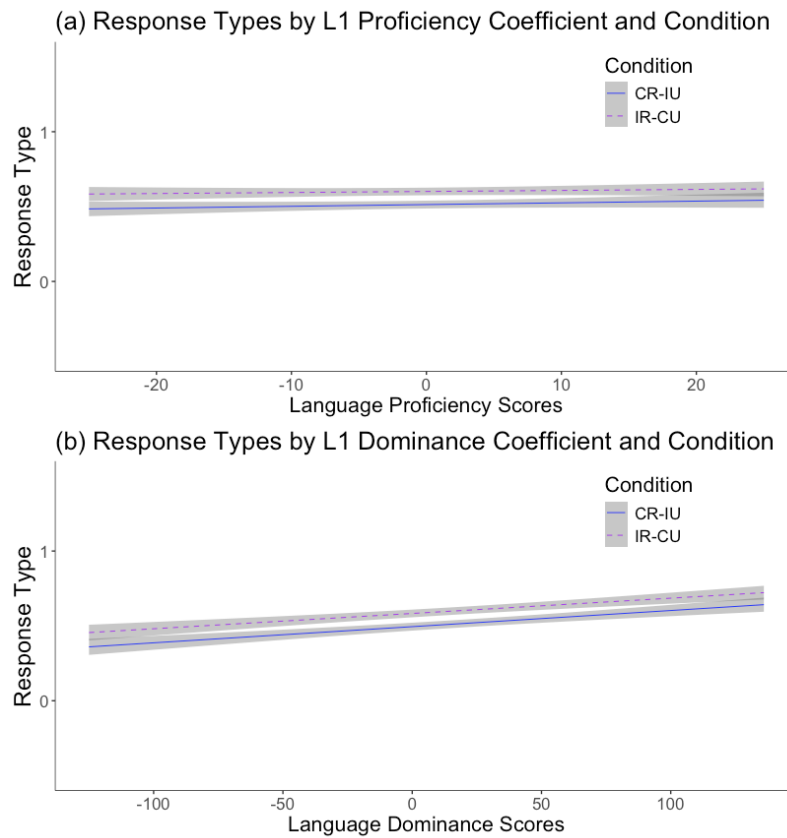 (a) Response Types by L1 Proficiency Coefficient and Condition
Condition
CR-IU
IR-CU
1
0
Response Type
-20 -10 0 10 20
Language Proficiency Scores
(b) Response Types by L1 Dominance Coefficient and Condition
Condition
CR-IU
IR-CU
1
0
Response Type
-100 -50 0 50 100
Language Dominance Scores